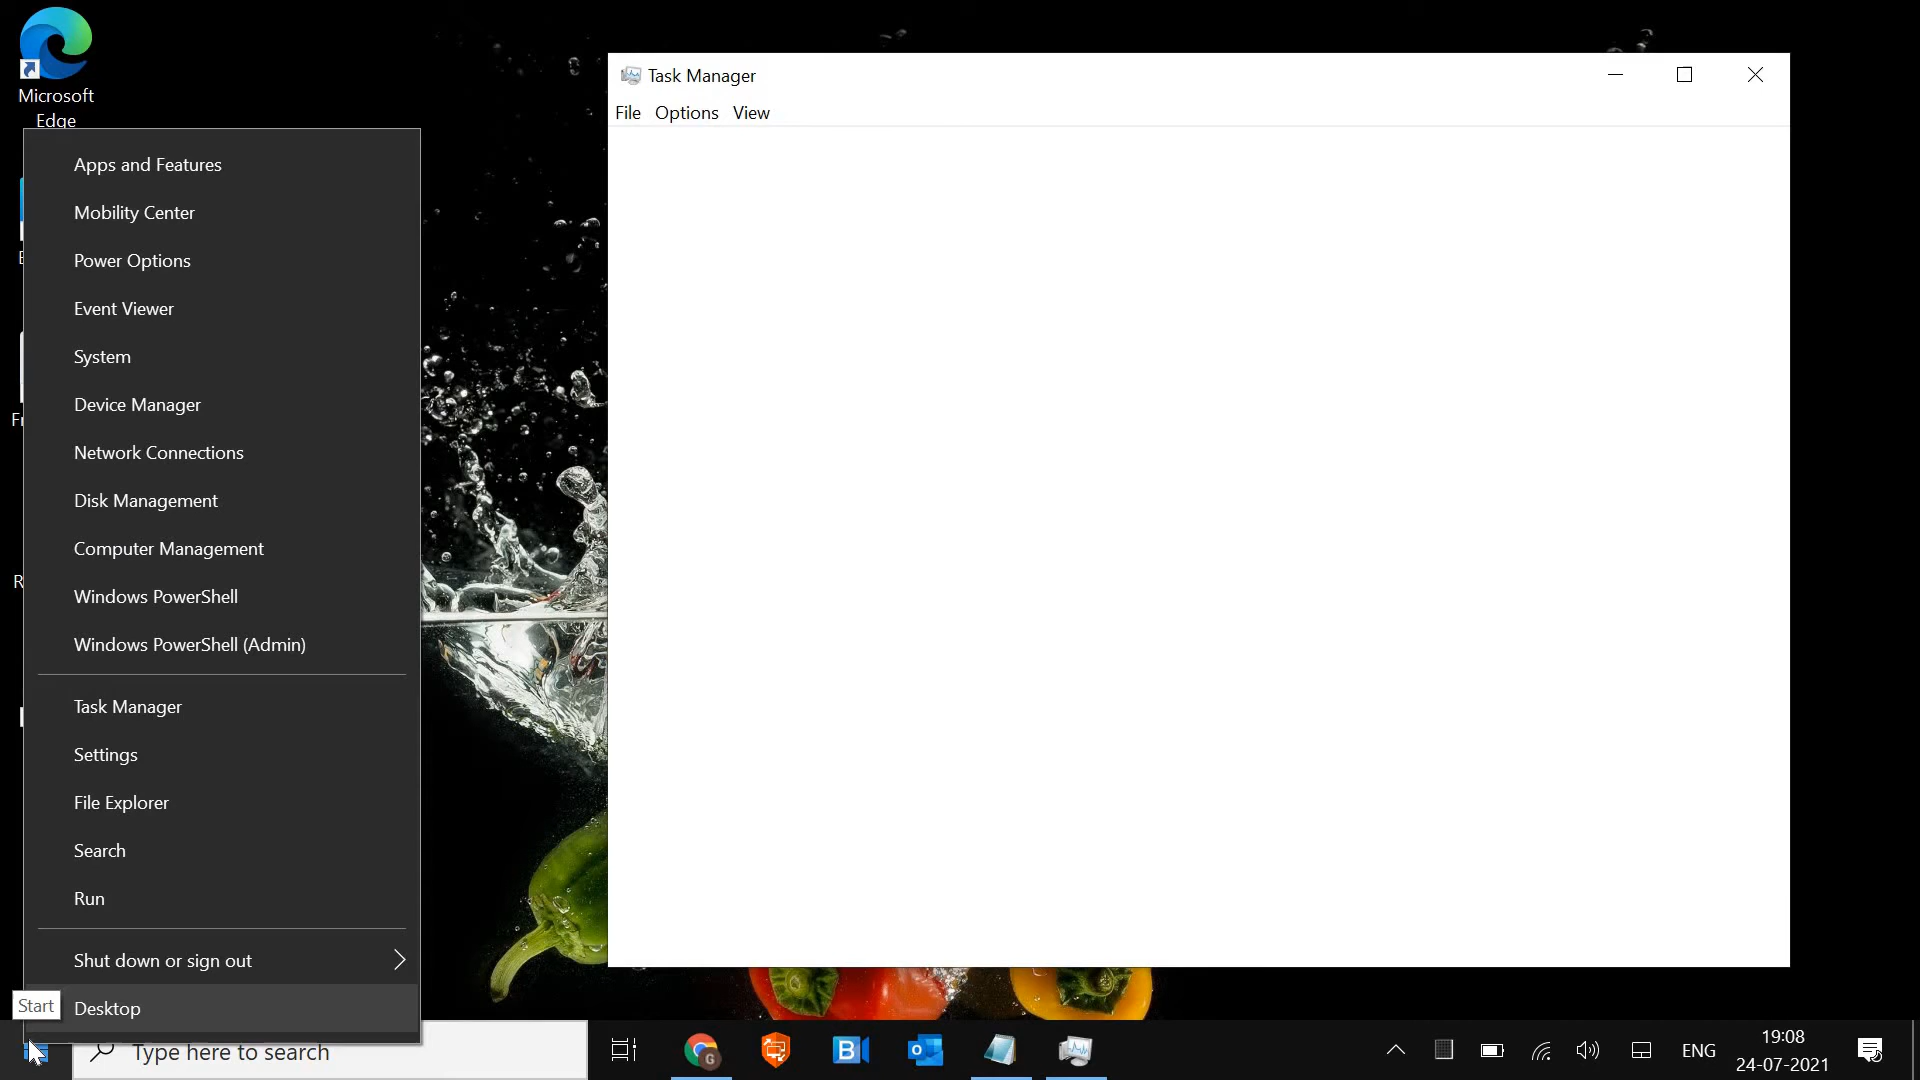 Microsoft
Edge
Task Manager
File Options View
Apps and Features
Mobility Center
Power Options
Event Viewer
System
Device Manager
Network Connections
Disk Management
Computer Management
Windows PowerShell
Windows PowerShell (Admin)
Task Manager
Settings
File Explorer
Search
Run
Shut down or sign out
Desktop
Start
Type here to search
ENG
19:08
24-07-2021